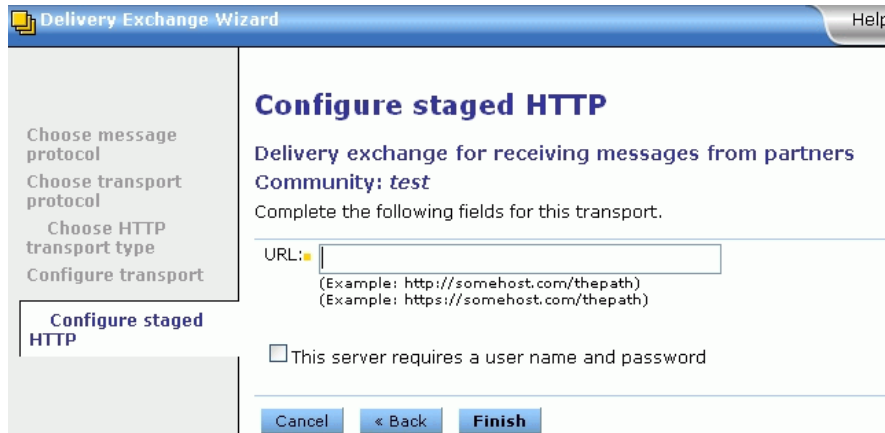 Delivery Exchange Wizard
Help
Choose message
protocol
Choose transport
protocol
Choose HTTP
transport type
Configure transport
Configure staged
HTTP
Configure staged HTTP
Delivery exchange for receiving messages from partners
Community: test
Complete the following fields for this transport.
URL:
(Example: http://somehost.com/thepath)
(Example: https://somehost.com/thepath)
This server requires a user name and password
Cancel
« Back
Finish